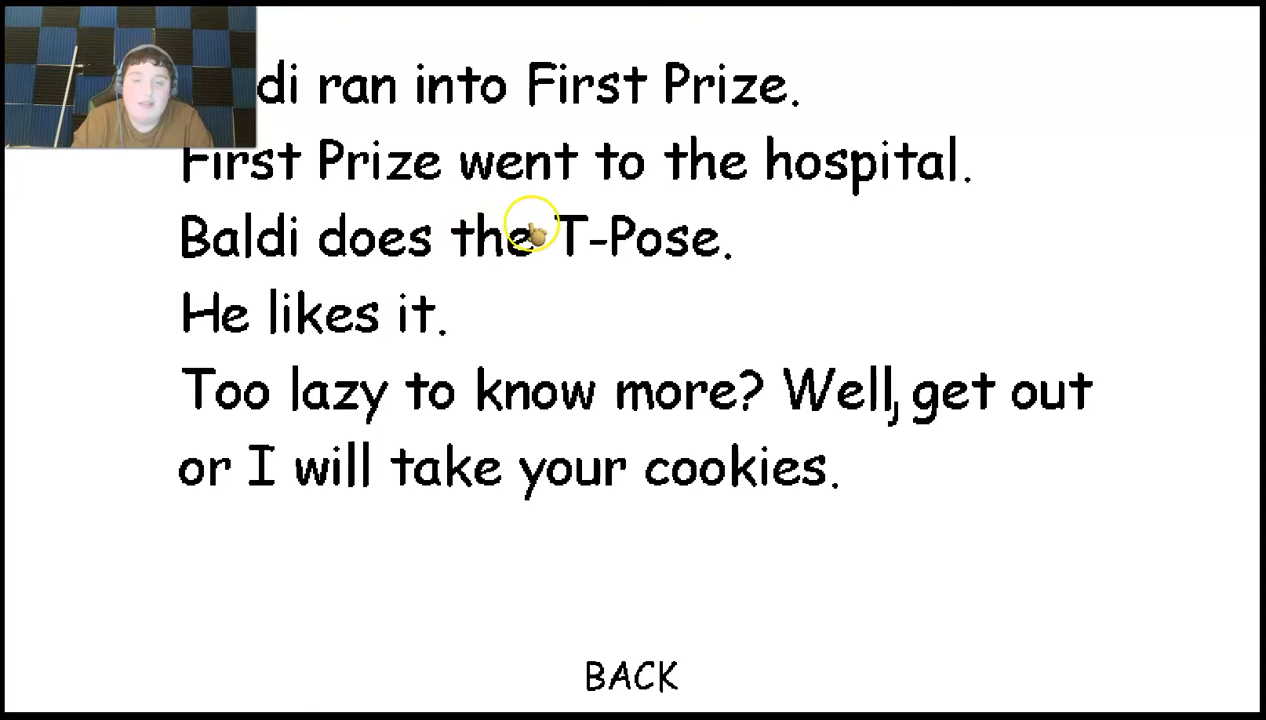 di ran into First Prize.
First Prize went to the hospital.
Baldi does the T-Pose.
He likes it.
Too lazy to know more? Well, get out
or I will take your cookies.
BACK